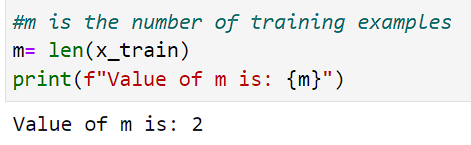 #m is the number of training examples
m= len(x_train)
print(f"Value of m is: {m}")
Value of m is: 2